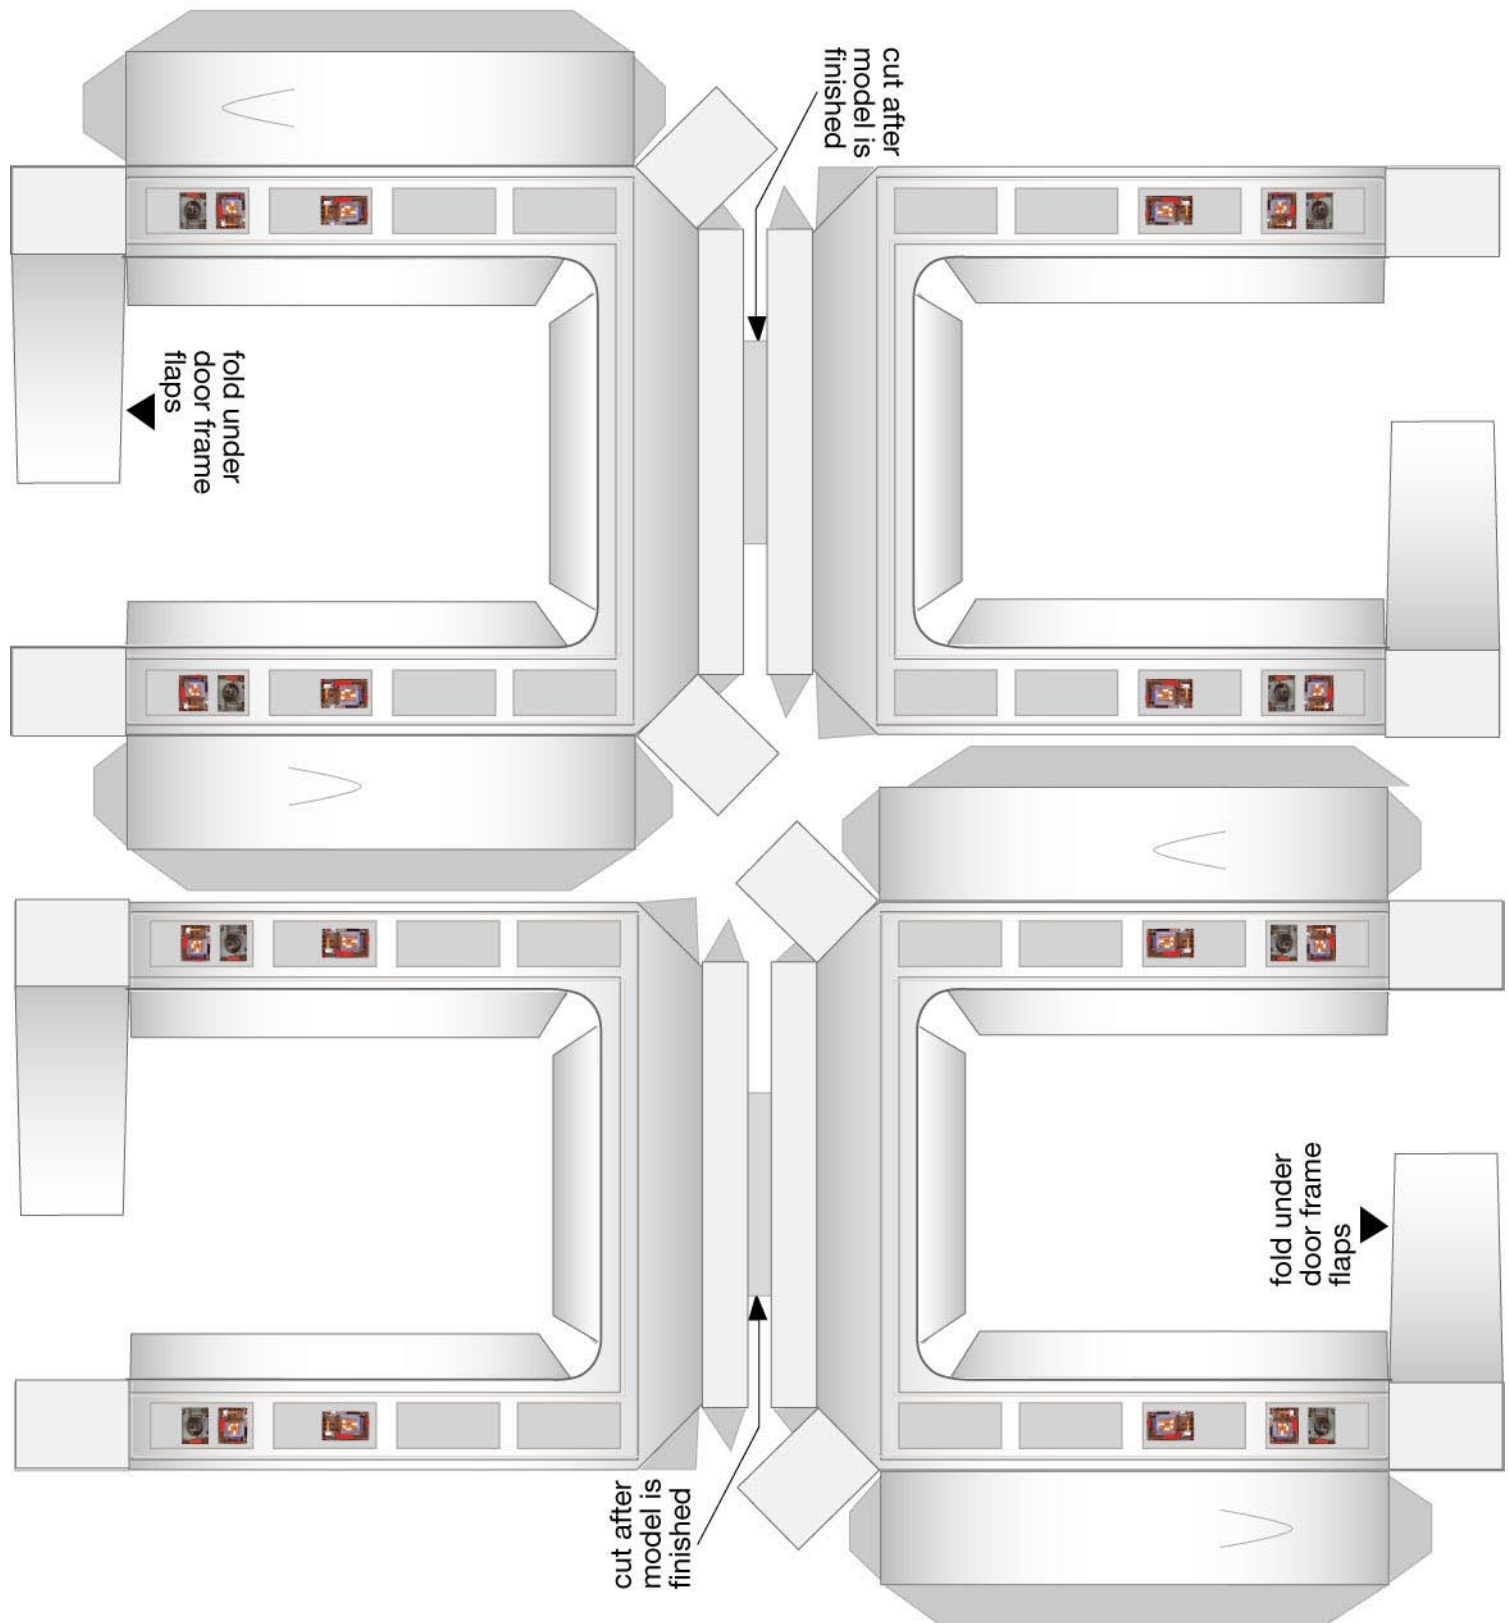 cut after
model is
finished
fold under
door frame
flaps
fold under
door frame
flaps
cut after
model is
finished